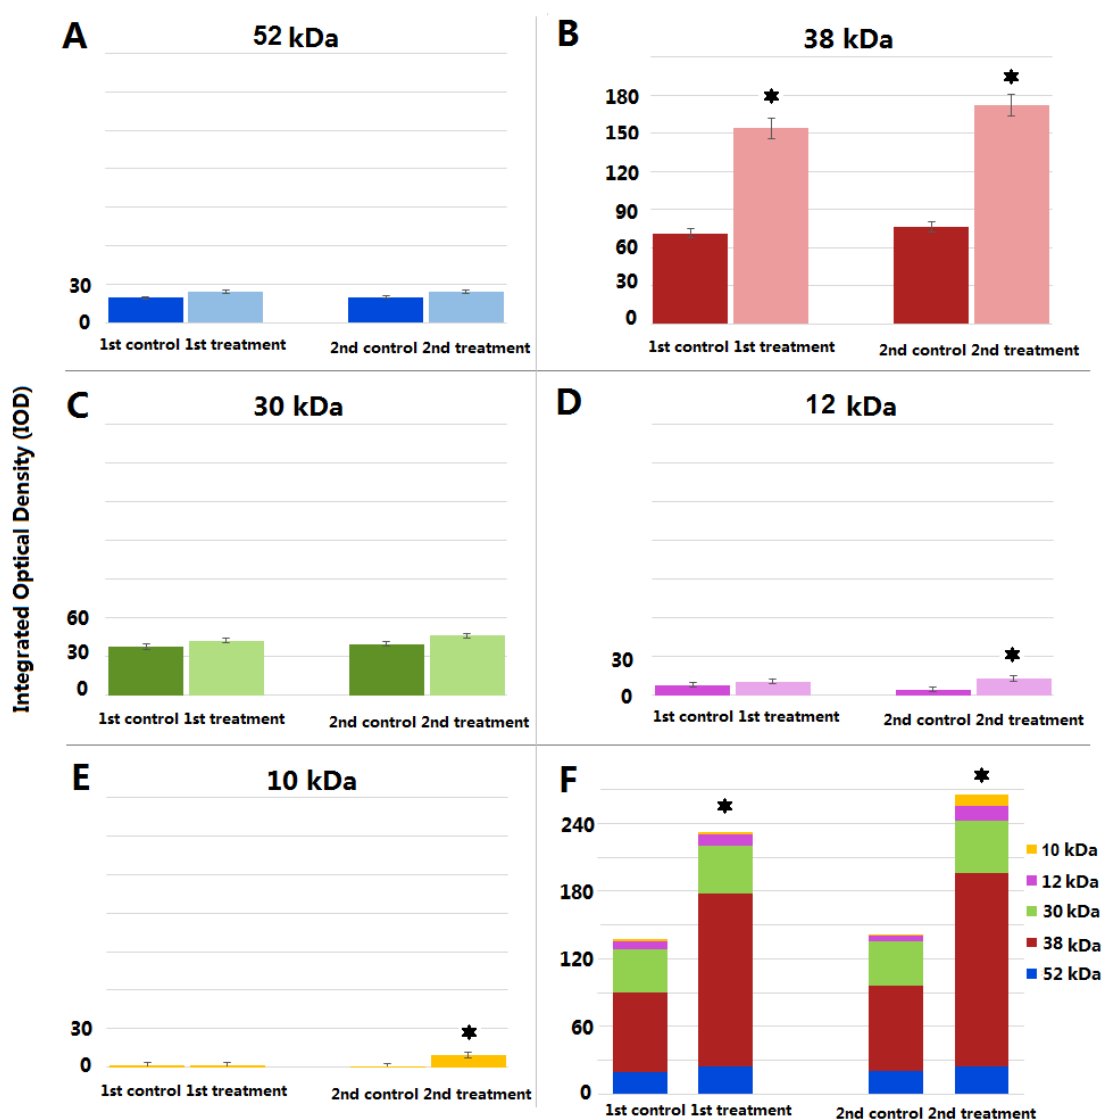 Integrated Optical Density (IOD)
A
52 kDa
30
0
1st control 1st treatment
2nd control 2nd treatment
B
38 kDa
180
150
120
90
60
30
0
1st control 1st treatment
2nd control 2nd treatment
C
30 kDa
60
30
0
1st control 1st treatment
2nd control 2nd treatment
D
12 kDa
30
0
1st control 1st treatment
2nd control 2nd treatment
E
10 kDa
30
0
1st control 1st treatment
2nd control 2nd treatment
F
240
180
120
60
0
1st control 1st treatment
2nd control 2nd treatment
10 kDa
12 kDa
30 kDa
38 kDa
52 kDa